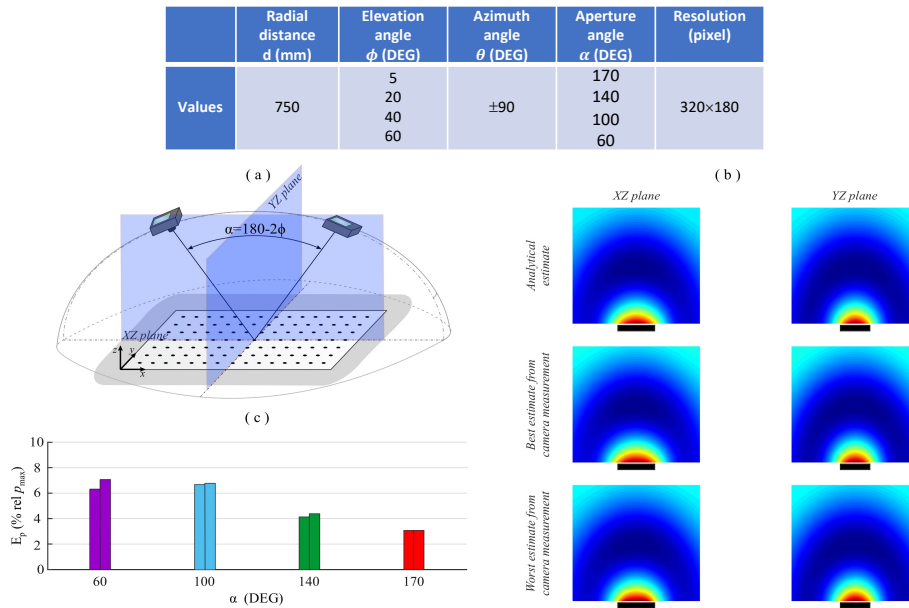 Radial distance d (mm)
Elevation angle ϕ (DEG)
Azimuth angle θ (DEG)
Aperture angle α (DEG)
Resolution (pixel)
Values
750
5
20
40
60
±90
170
140
100
60
320×180
( a )
( b )
YZ plane
α=180-2ϕ
XZ plane
z
y
x
( c )
10
8
6
4
2
0
E_p (% rel p_max)
60
100
140
170
α (DEG)
XZ plane
YZ plane
Analytical
estimate
Best estimate from
camera measurement
Worst estimate from
camera measurement